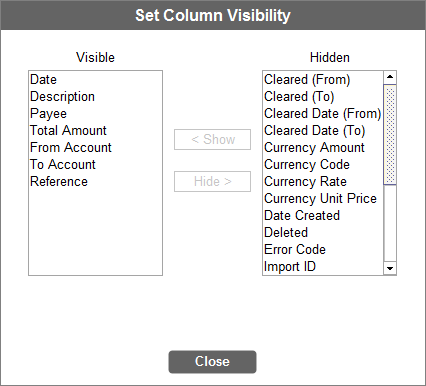 Set Column Visibility
Visible
Hidden
Date
Description
Payee
Total Amount
From Account
To Account
Reference
< Show
Hide >
Cleared (From)
Cleared (To)
Cleared Date (From)
Cleared Date (To)
Currency Amount
Currency Code
Currency Rate
Currency Unit Price
Date Created
Deleted
Error Code
Import ID
Close